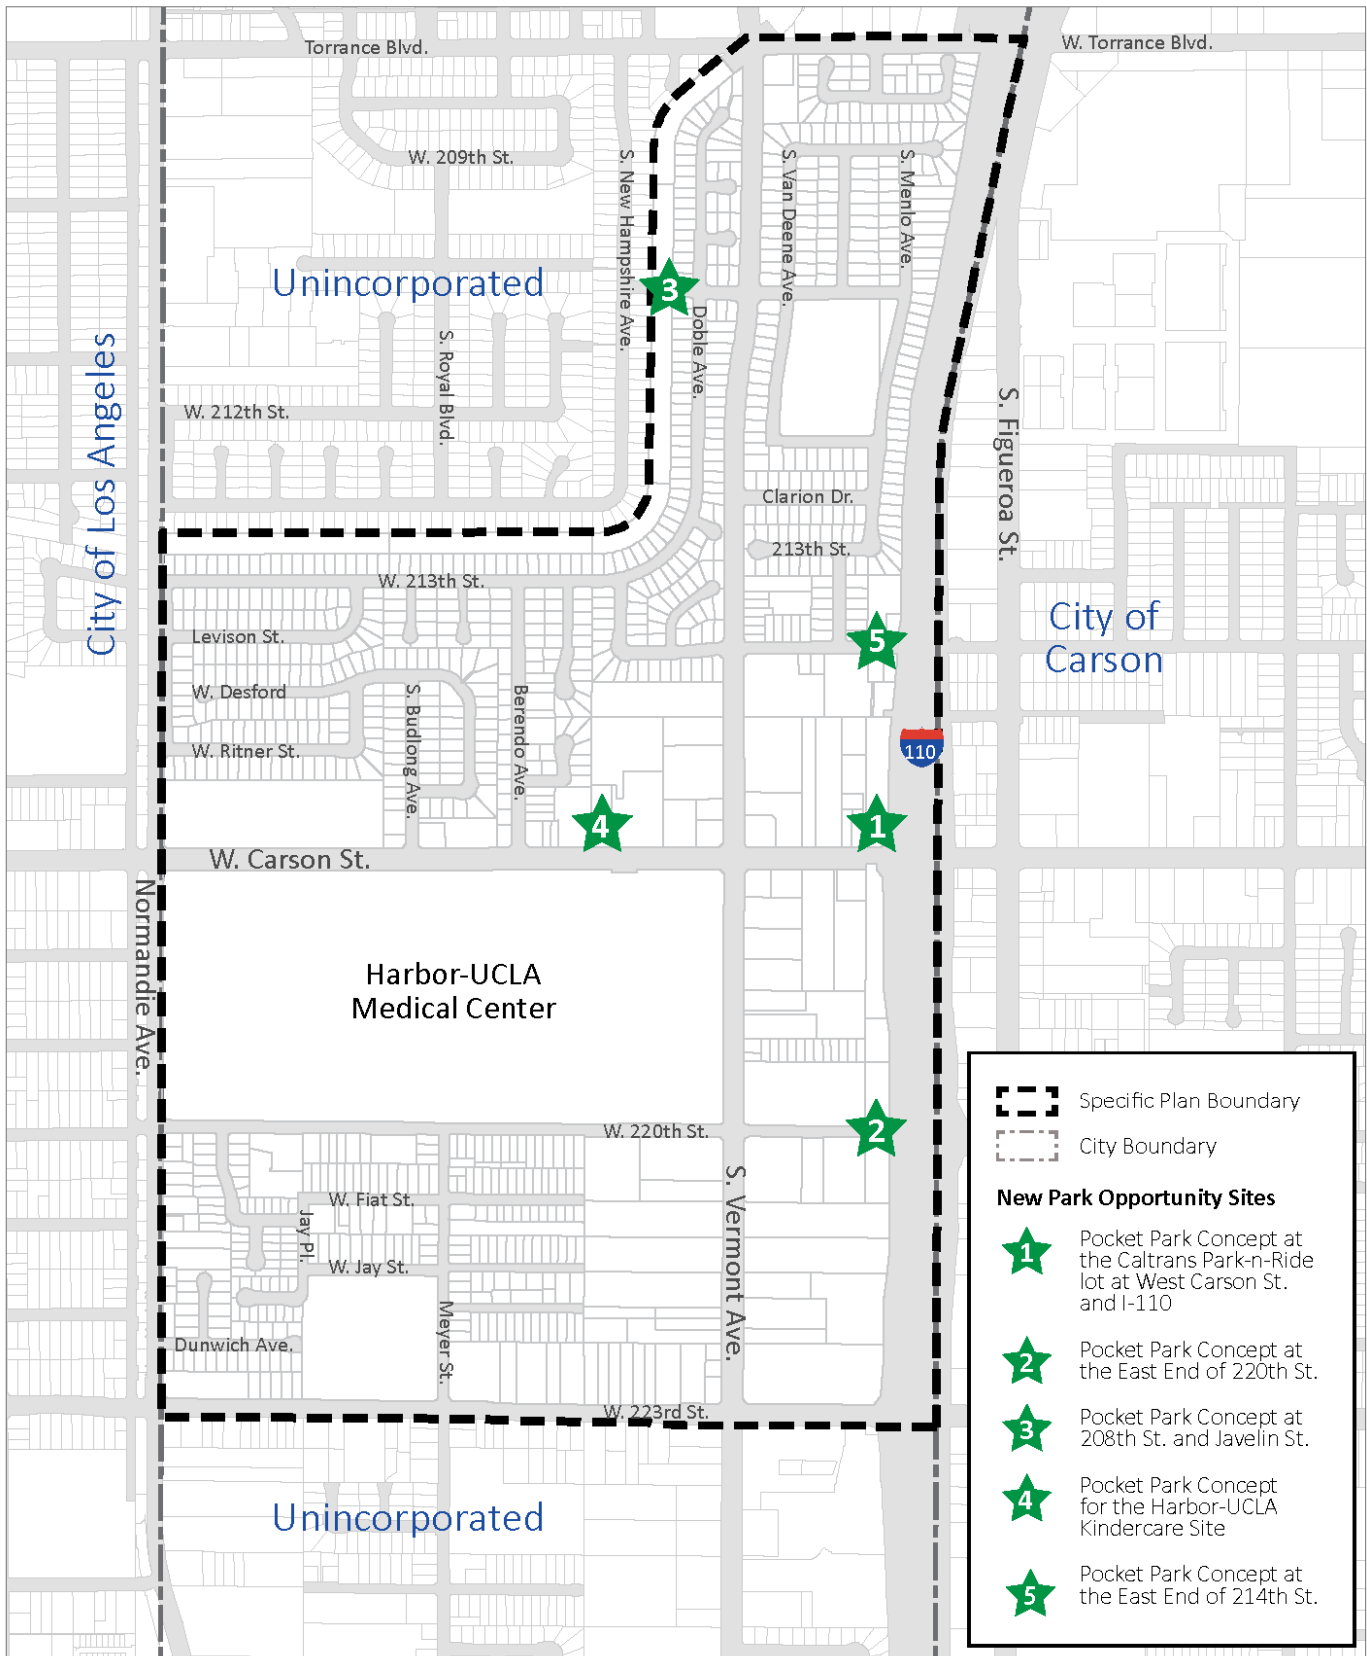 Torrance Blvd.
W. Torrance Blvd.
W. 209th St.
S. New Hampshire Ave.
S. Van Deene Ave.
S. Menlo Ave.
Unincorporated
3
Doble Ave.
S. Royal Blvd.
City of Los Angeles
W. 212th St.
S. Figueroa St.
Clarion Dr.
213th St.
W. 213th St.
Levison St.
5
City of
Carson
W. Desford
S. Budlong Ave.
Berendo Ave.
W. Ritner St.
110
4
1
W. Carson St.
Normandie Ave.
Harbor-UCLA
Medical Center
2
W. 220th St.
S. Vermont Ave.
W. Fiat St.
Jay Pl.
W. Jay St.
Meyer St.
Dunwich Ave.
W. 223rd St.
Unincorporated
Specific Plan Boundary
City Boundary
New Park Opportunity Sites
1
Pocket Park Concept at
the Caltrans Park-n-Ride
lot at West Carson St.
and I-110
2
Pocket Park Concept at
the East End of 220th St.
3
Pocket Park Concept at
208th St. and Javelin St.
4
Pocket Park Concept
for the Harbor-UCLA
Kindercare Site
5
Pocket Park Concept at
the East End of 214th St.